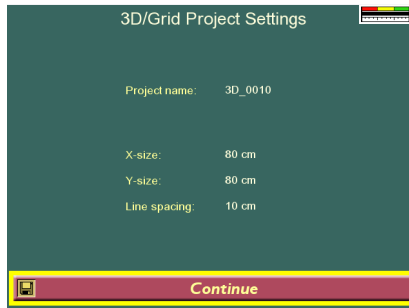 3D/Grid Project Settings
Project name: 3D_0010
X-size: 80 cm
Y-size: 80 cm
Line spacing: 10 cm
Continue